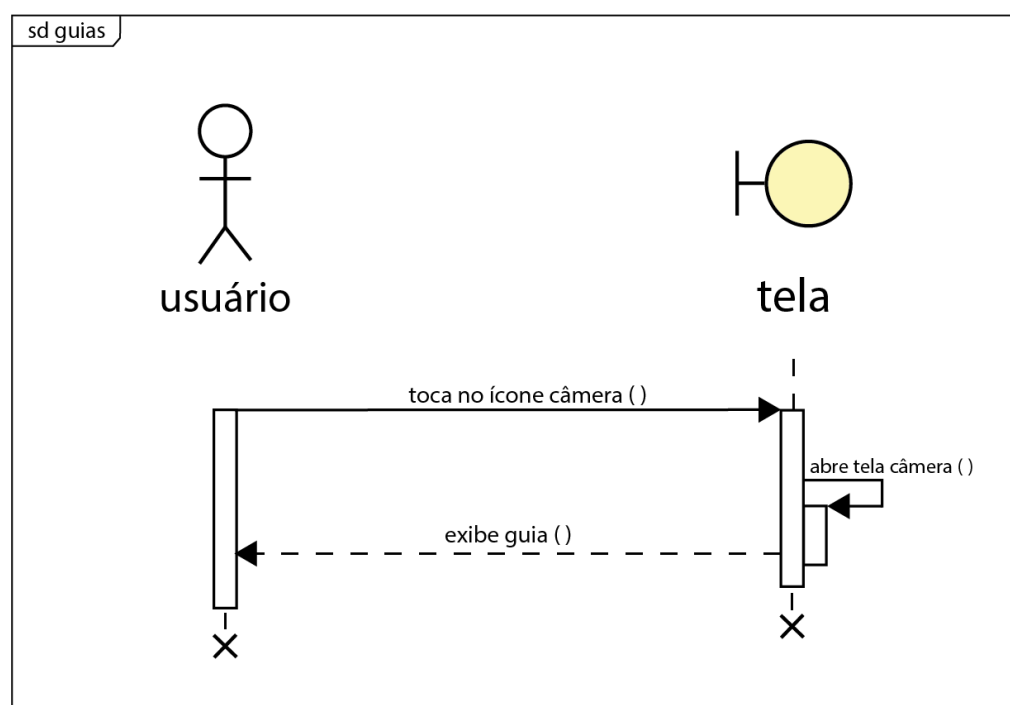 sd guias
usuário
tela
toca no ícone câmera ( )
abre tela câmera ( )
exibe guia ( )